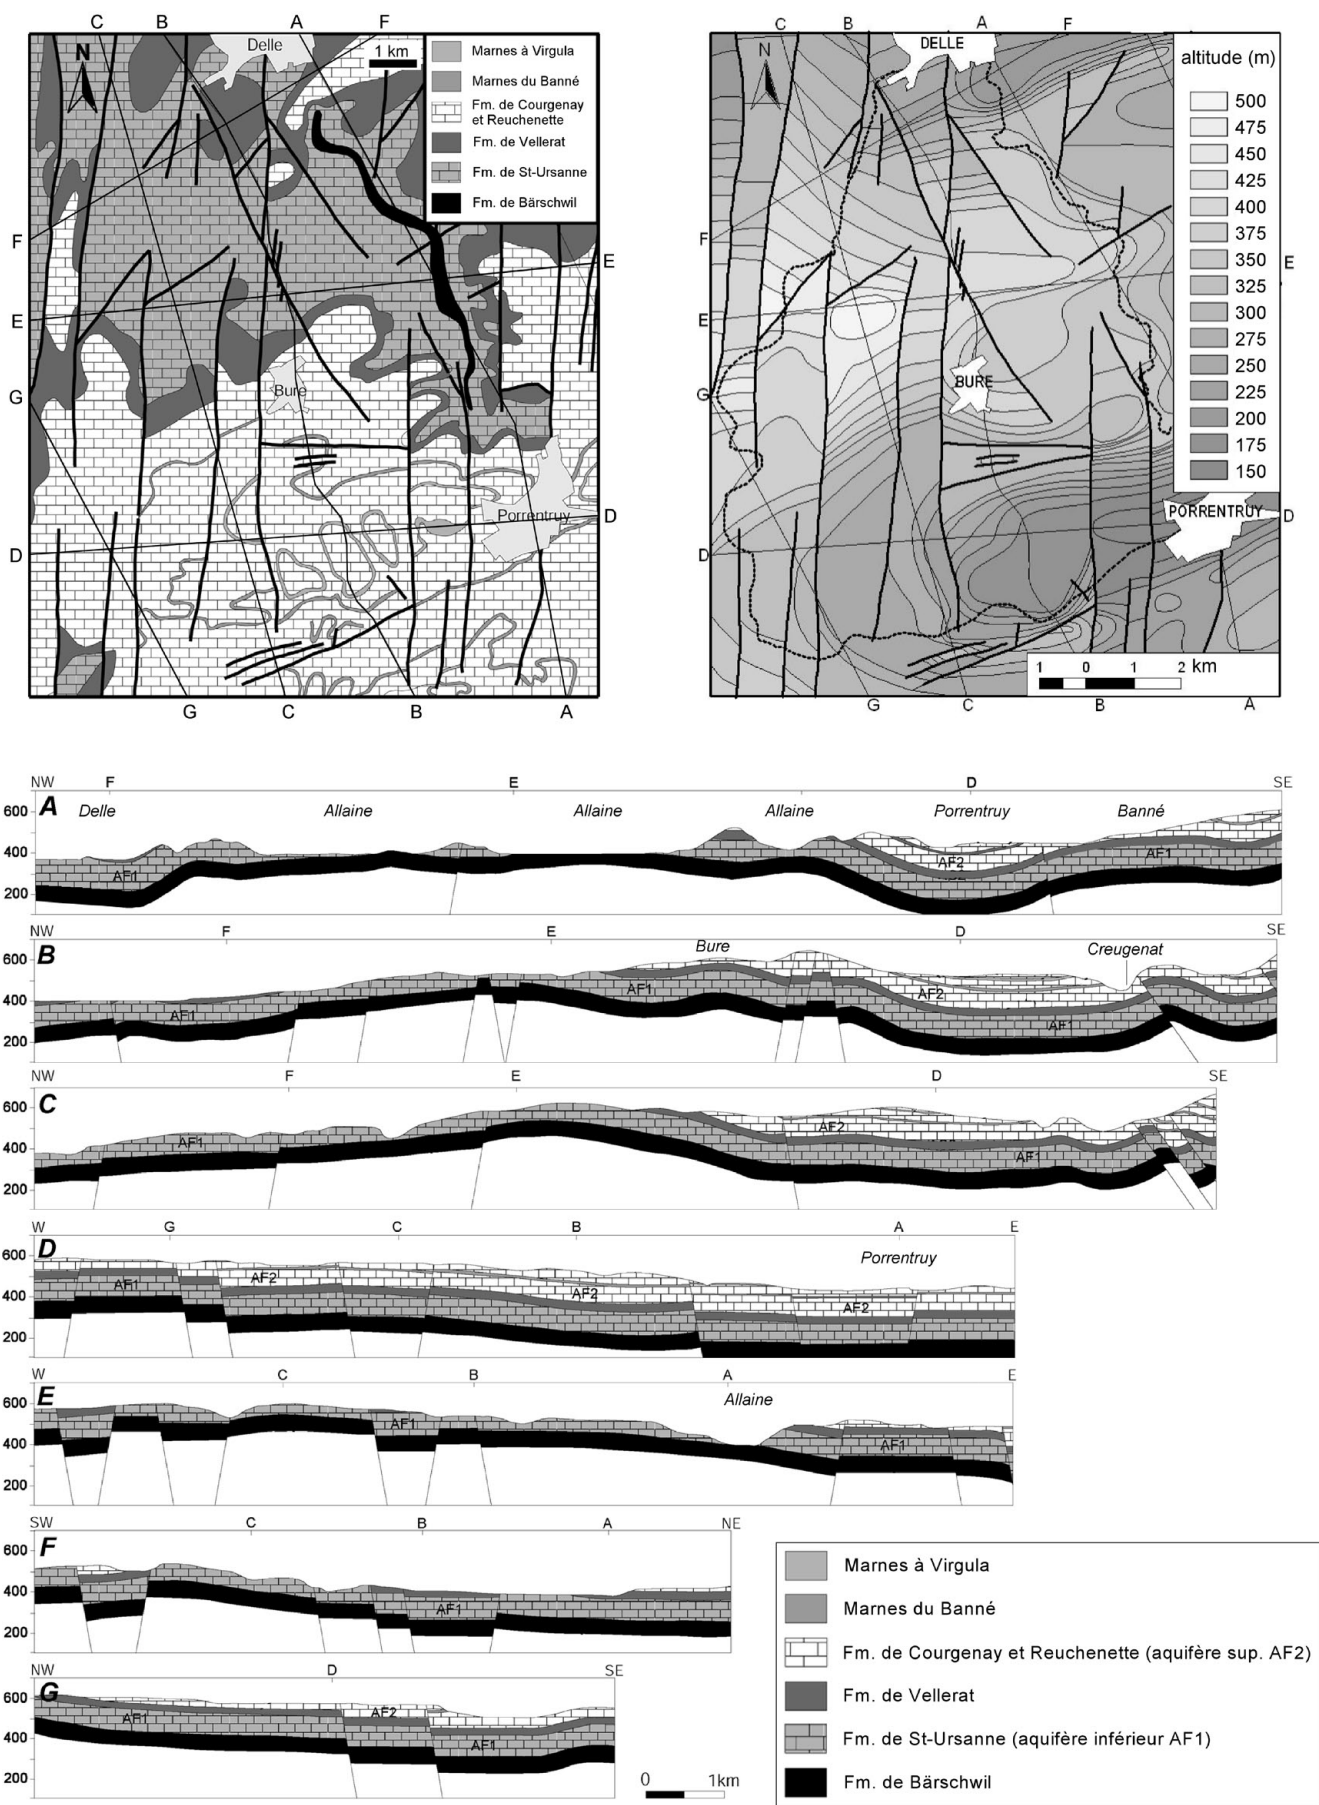 C B A F
Delle
N
1 km
Marnes à Virgula
Marnes du Banné
Fm. de Courgenay
et Reuchenette
Fm. de Vellerat
Fm. de St-Ursanne
Fm. de Bärschwil
F
E
E
G
Bure
Porrentruy
D
D
G C B A
C B A F
DELLE
N
altitude (m)
500
475
450
425
400
375
350
325
300
275
250
225
200
175
150
F
E
E
G
BURE
PORRENTRUY
D
D
1 0 1 2 km
G C B A
NW F E D SE
A
Delle Allaine Allaine Allaine Porrentruy Banné
600
400
200
AF1 AF2 AF1
NW F E D SE
B
Bure Creugenat
600
400
200
AF1 AF1 AF2 AF1
NW F E D SE
C
600
400
200
AF1 AF2 AF1
W G C B A E
D
Porrentruy
600
400
200
AF1 AF2 AF2 AF2
W C B A E
E
Allaine
600
400
200
AF1 AF1
SW C B A NE
F
600
400
200
AF1
NW D SE
G
600
400
200
AF1 AF2 AF1
0 1km
Marnes à Virgula
Marnes du Banné
Fm. de Courgenay et Reuchenette (aquifère sup. AF2)
Fm. de Vellerat
Fm. de St-Ursanne (aquifère inférieur AF1)
Fm. de Bärschwil